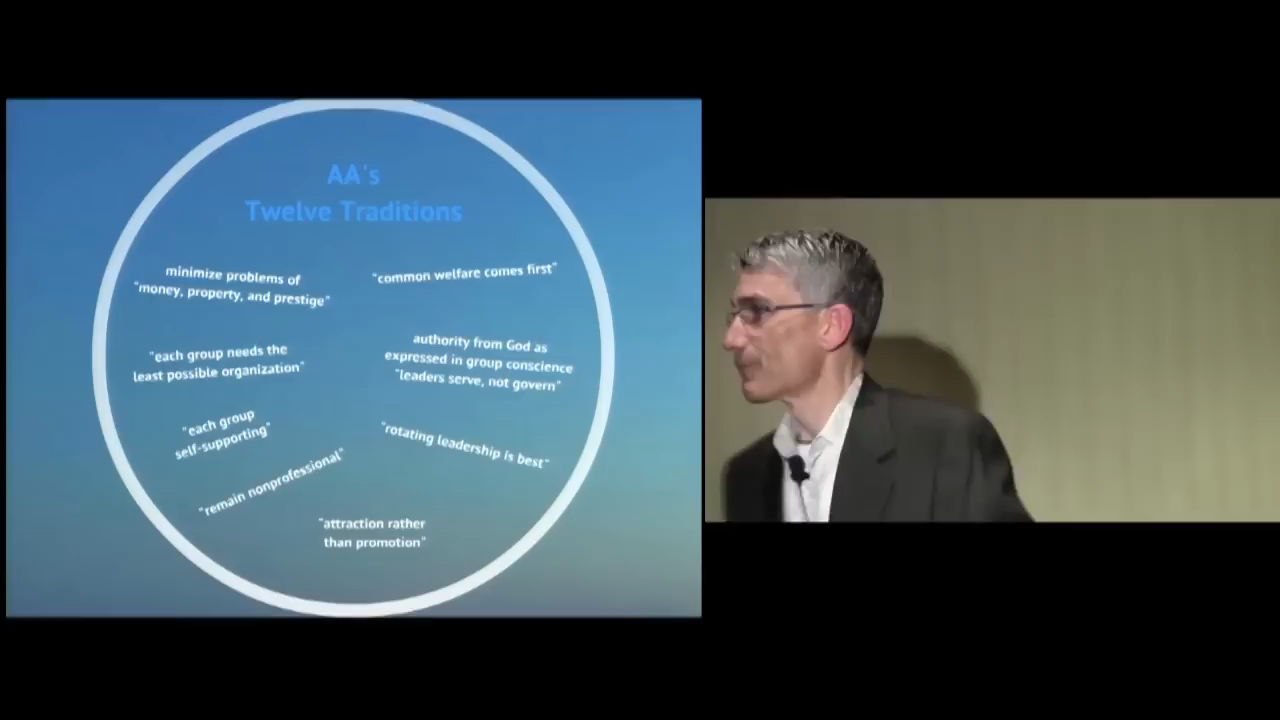 AA's
Twelve Traditions
minimize problems of
"money, property, and prestige"
"common welfare comes first"
"each group needs the
least possible organization"
authority from God as
expressed in group conscience
"leaders serve, not govern"
"each group
self-supporting"
"rotating leadership is best"
"remain nonprofessional"
"attraction rather
than promotion"